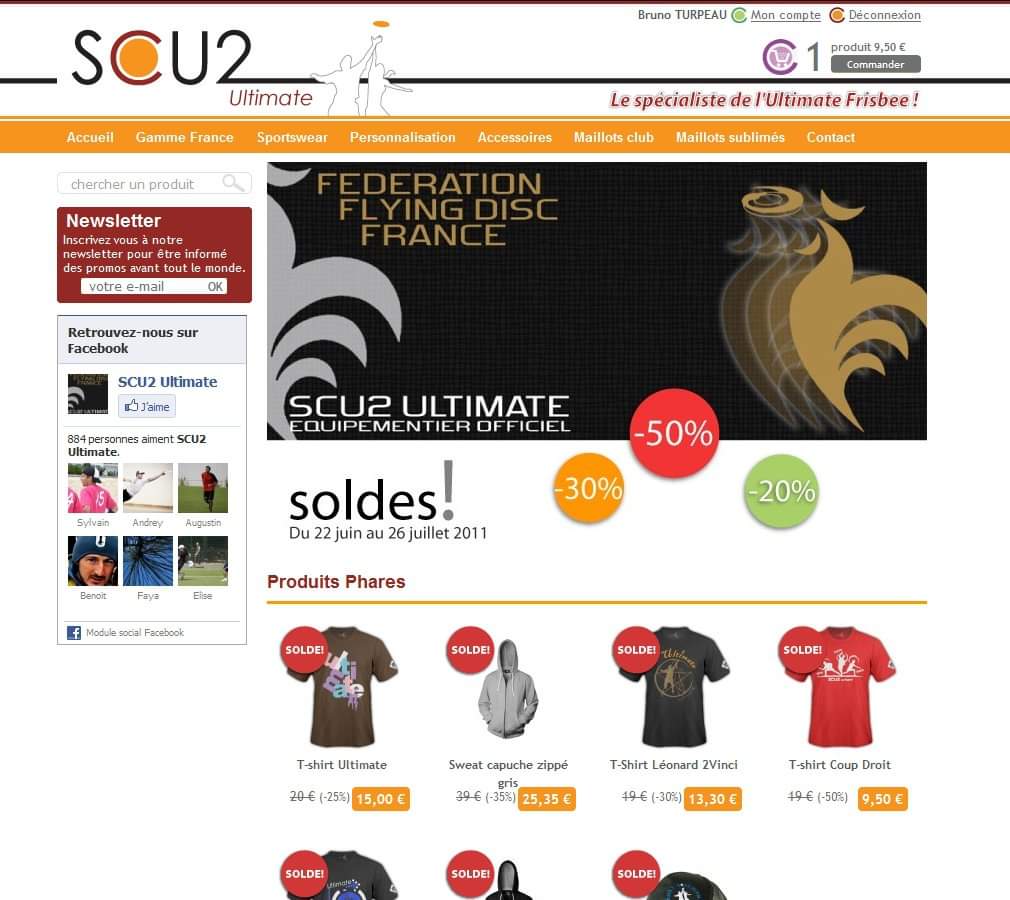 Bruno TURPEAU Mon compte Déconnexion
SCU2
Ultimate
1 produit 9,50 €
Commander
Le spécialiste de l'Ultimate Frisbee !
Accueil Gamme France Sportswear Personnalisation Accessoires Maillots club Maillots sublimés Contact
chercher un produit
Newsletter
Inscrivez vous à notre
newsletter pour être informé
des promos avant tout le monde.
votre e-mail OK
Retrouvez-nous sur
Facebook
SCU2 Ultimate
J'aime
884 personnes aiment SCU2
Ultimate.
Sylvain Andrey Augustin
Benoit Faya Elise
Module social Facebook
FEDERATION
FLYING DISC
FRANCE
SCU2 ULTIMATE
EQUIPEMENTIER OFFICIEL
-50%
-30%
-20%
soldes!
Du 22 juin au 26 juillet 2011
Produits Phares
SOLDE! SOLDE! SOLDE! SOLDE!
ultimate
Ultimate
T-shirt Ultimate
20 € (-25%) 15,00 €
Sweat capuche zippé
gris
39 € (-35%) 25,35 €
T-Shirt Léonard 2Vinci
19 € (-30%) 13,30 €
T-shirt Coup Droit
19 € (-50%) 9,50 €
SOLDE! SOLDE! SOLDE!
Ultimate